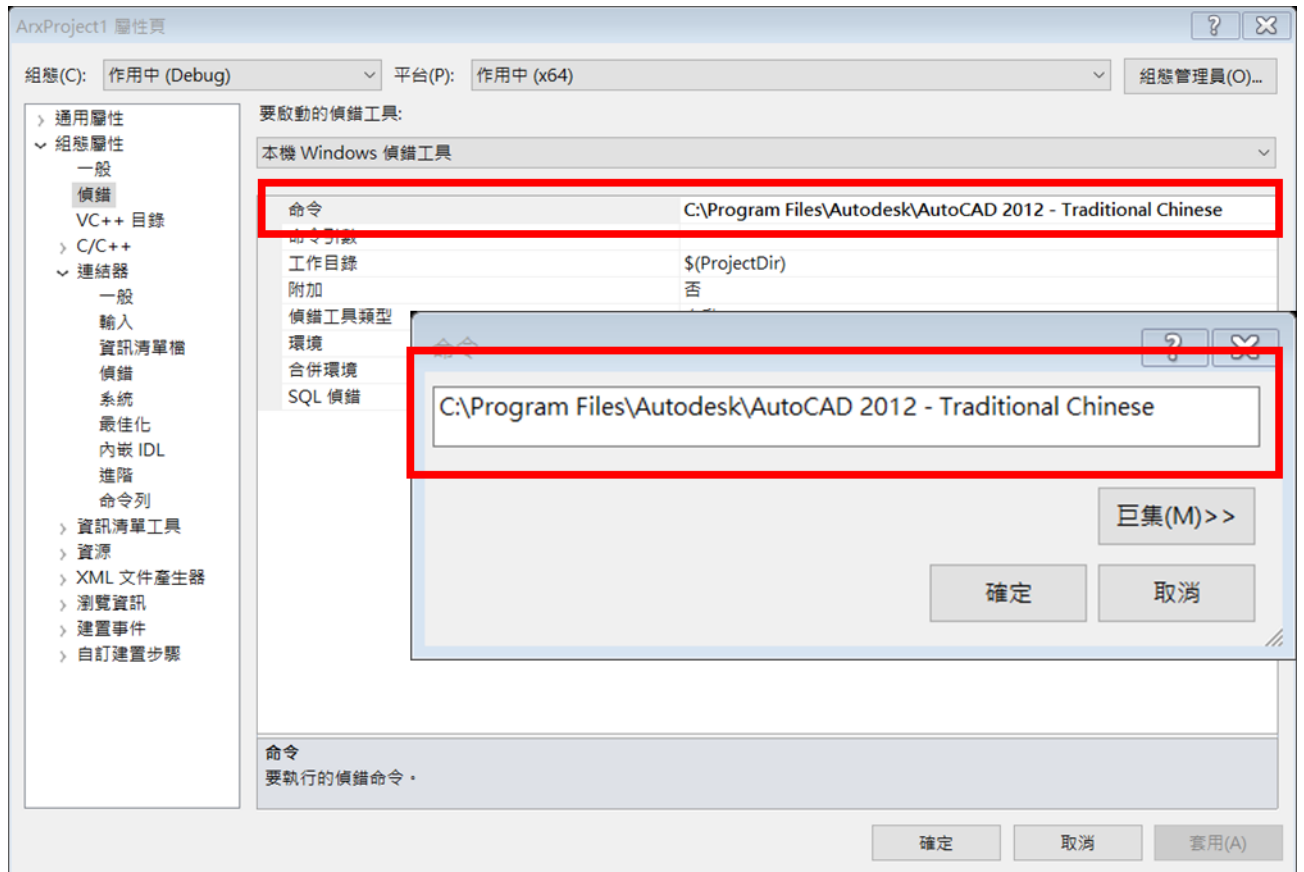 ArxProject1 屬性頁
組態(C): 作用中 (Debug) 平台(P): 作用中 (x64) 組態管理員(O)...
通用屬性
組態屬性
一般
偵錯
VC++ 目錄
C/C++
連結器
一般
輸入
資訊清單檔
偵錯
系統
最佳化
內嵌 IDL
進階
命令列
資訊清單工具
資源
XML 文件產生器
瀏覽資訊
建置事件
自訂建置步驟
要啟動的偵錯工具:
本機 Windows 偵錯工具
命令 C:\Program Files\Autodesk\AutoCAD 2012 - Traditional Chinese
命令引數
工作目錄 $(ProjectDir)
附加 否
偵錯工具類型
環境
合併環境
SQL 偵錯
命令
C:\Program Files\Autodesk\AutoCAD 2012 - Traditional Chinese
巨集(M)>>
確定 取消
命令
要執行的偵錯命令。
確定 取消 套用(A)